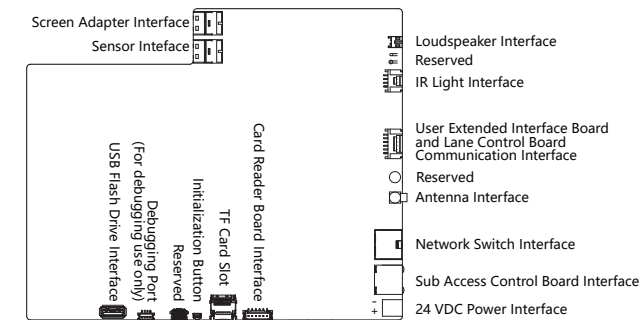 Screen Adapter Interface
Sensor Inteface
Loudspeaker Interface
Reserved
IR Light Interface
User Extended Interface Board
and Lane Control Board
Communication Interface
Reserved
Antenna Interface
Network Switch Interface
Sub Access Control Board Interface
-
+
24 VDC Power Interface
USB Flash Drive Interface
Debugging Port
(For debugging use only)
Reserved
Initialization Button
TF Card Slot
Card Reader Board Interface